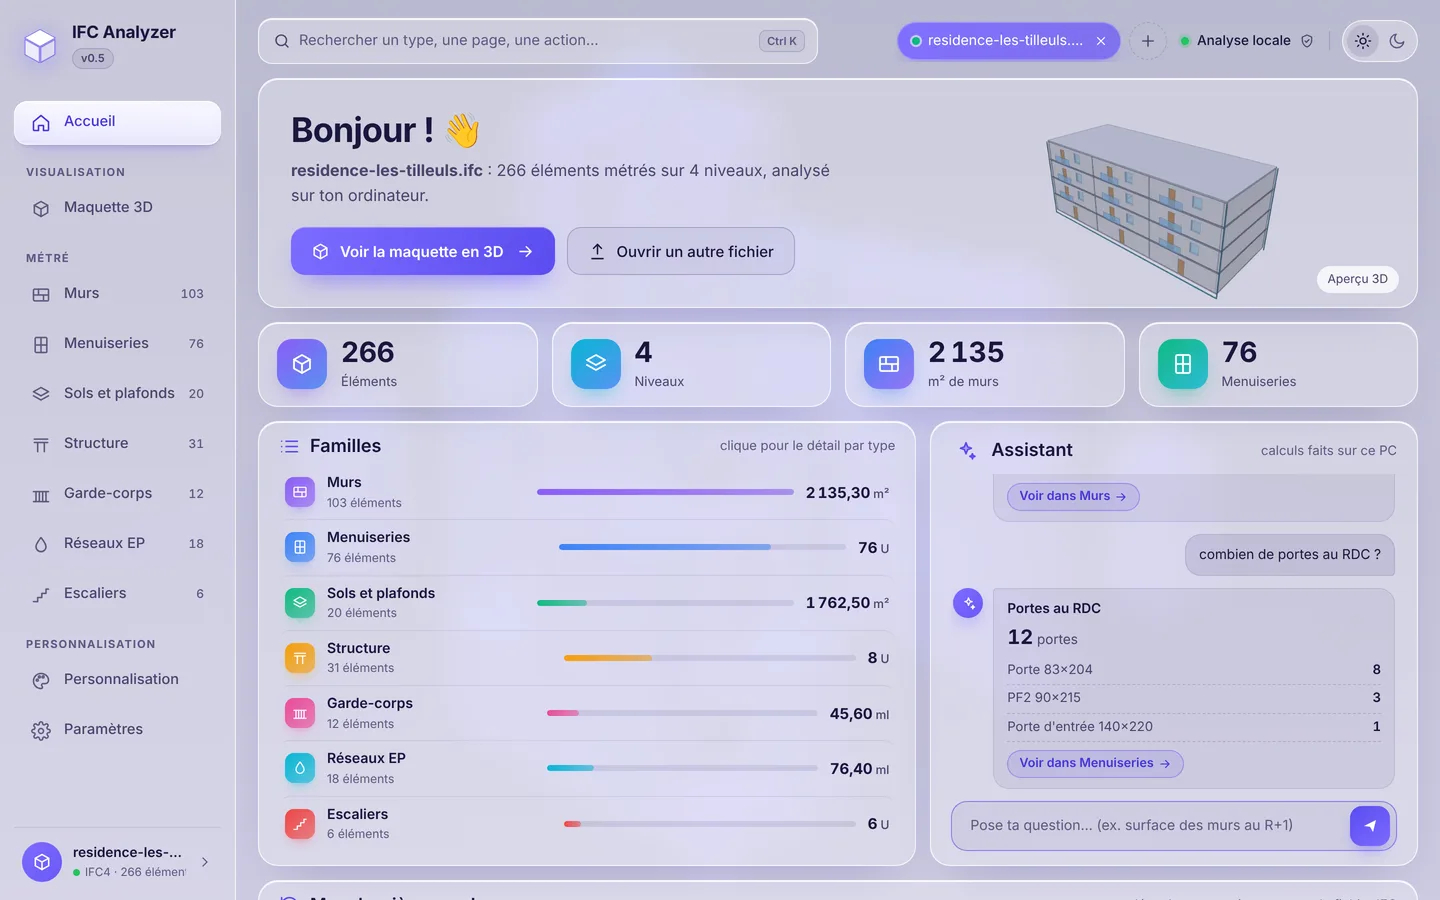 IFC Analyzer
v0.5
Rechercher un type, une page, une action...
Ctrl K
residence-les-tilleuls....
Analyse locale
Accueil
VISUALISATION
Maquette 3D
MÉTRÉ
Murs 103
Menuiseries 76
Sols et plafonds 20
Structure 31
Garde-corps 12
Réseaux EP 18
Escaliers 6
PERSONNALISATION
Personnalisation
Paramètres
residence-les-...
IFC4 · 266 élémen
Bonjour ! 👋
residence-les-tilleuls.ifc : 266 éléments métrés sur 4 niveaux, analysé
sur ton ordinateur.
Voir la maquette en 3D →
Ouvrir un autre fichier
Aperçu 3D
266
Éléments
4
Niveaux
2 135
m² de murs
76
Menuiseries
Familles
clique pour le détail par type
Murs
103 éléments
2 135,30 m²
Menuiseries
76 éléments
76 U
Sols et plafonds
20 éléments
1 762,50 m²
Structure
31 éléments
8 U
Garde-corps
12 éléments
45,60 ml
Réseaux EP
18 éléments
76,40 ml
Escaliers
6 éléments
6 U
Assistant
calculs faits sur ce PC
Voir dans Murs →
combien de portes au RDC ?
Portes au RDC
12 portes
Porte 83×204 8
PF2 90×215 3
Porte d'entrée 140×220 1
Voir dans Menuiseries →
Pose ta question... (ex. surface des murs au R+1)